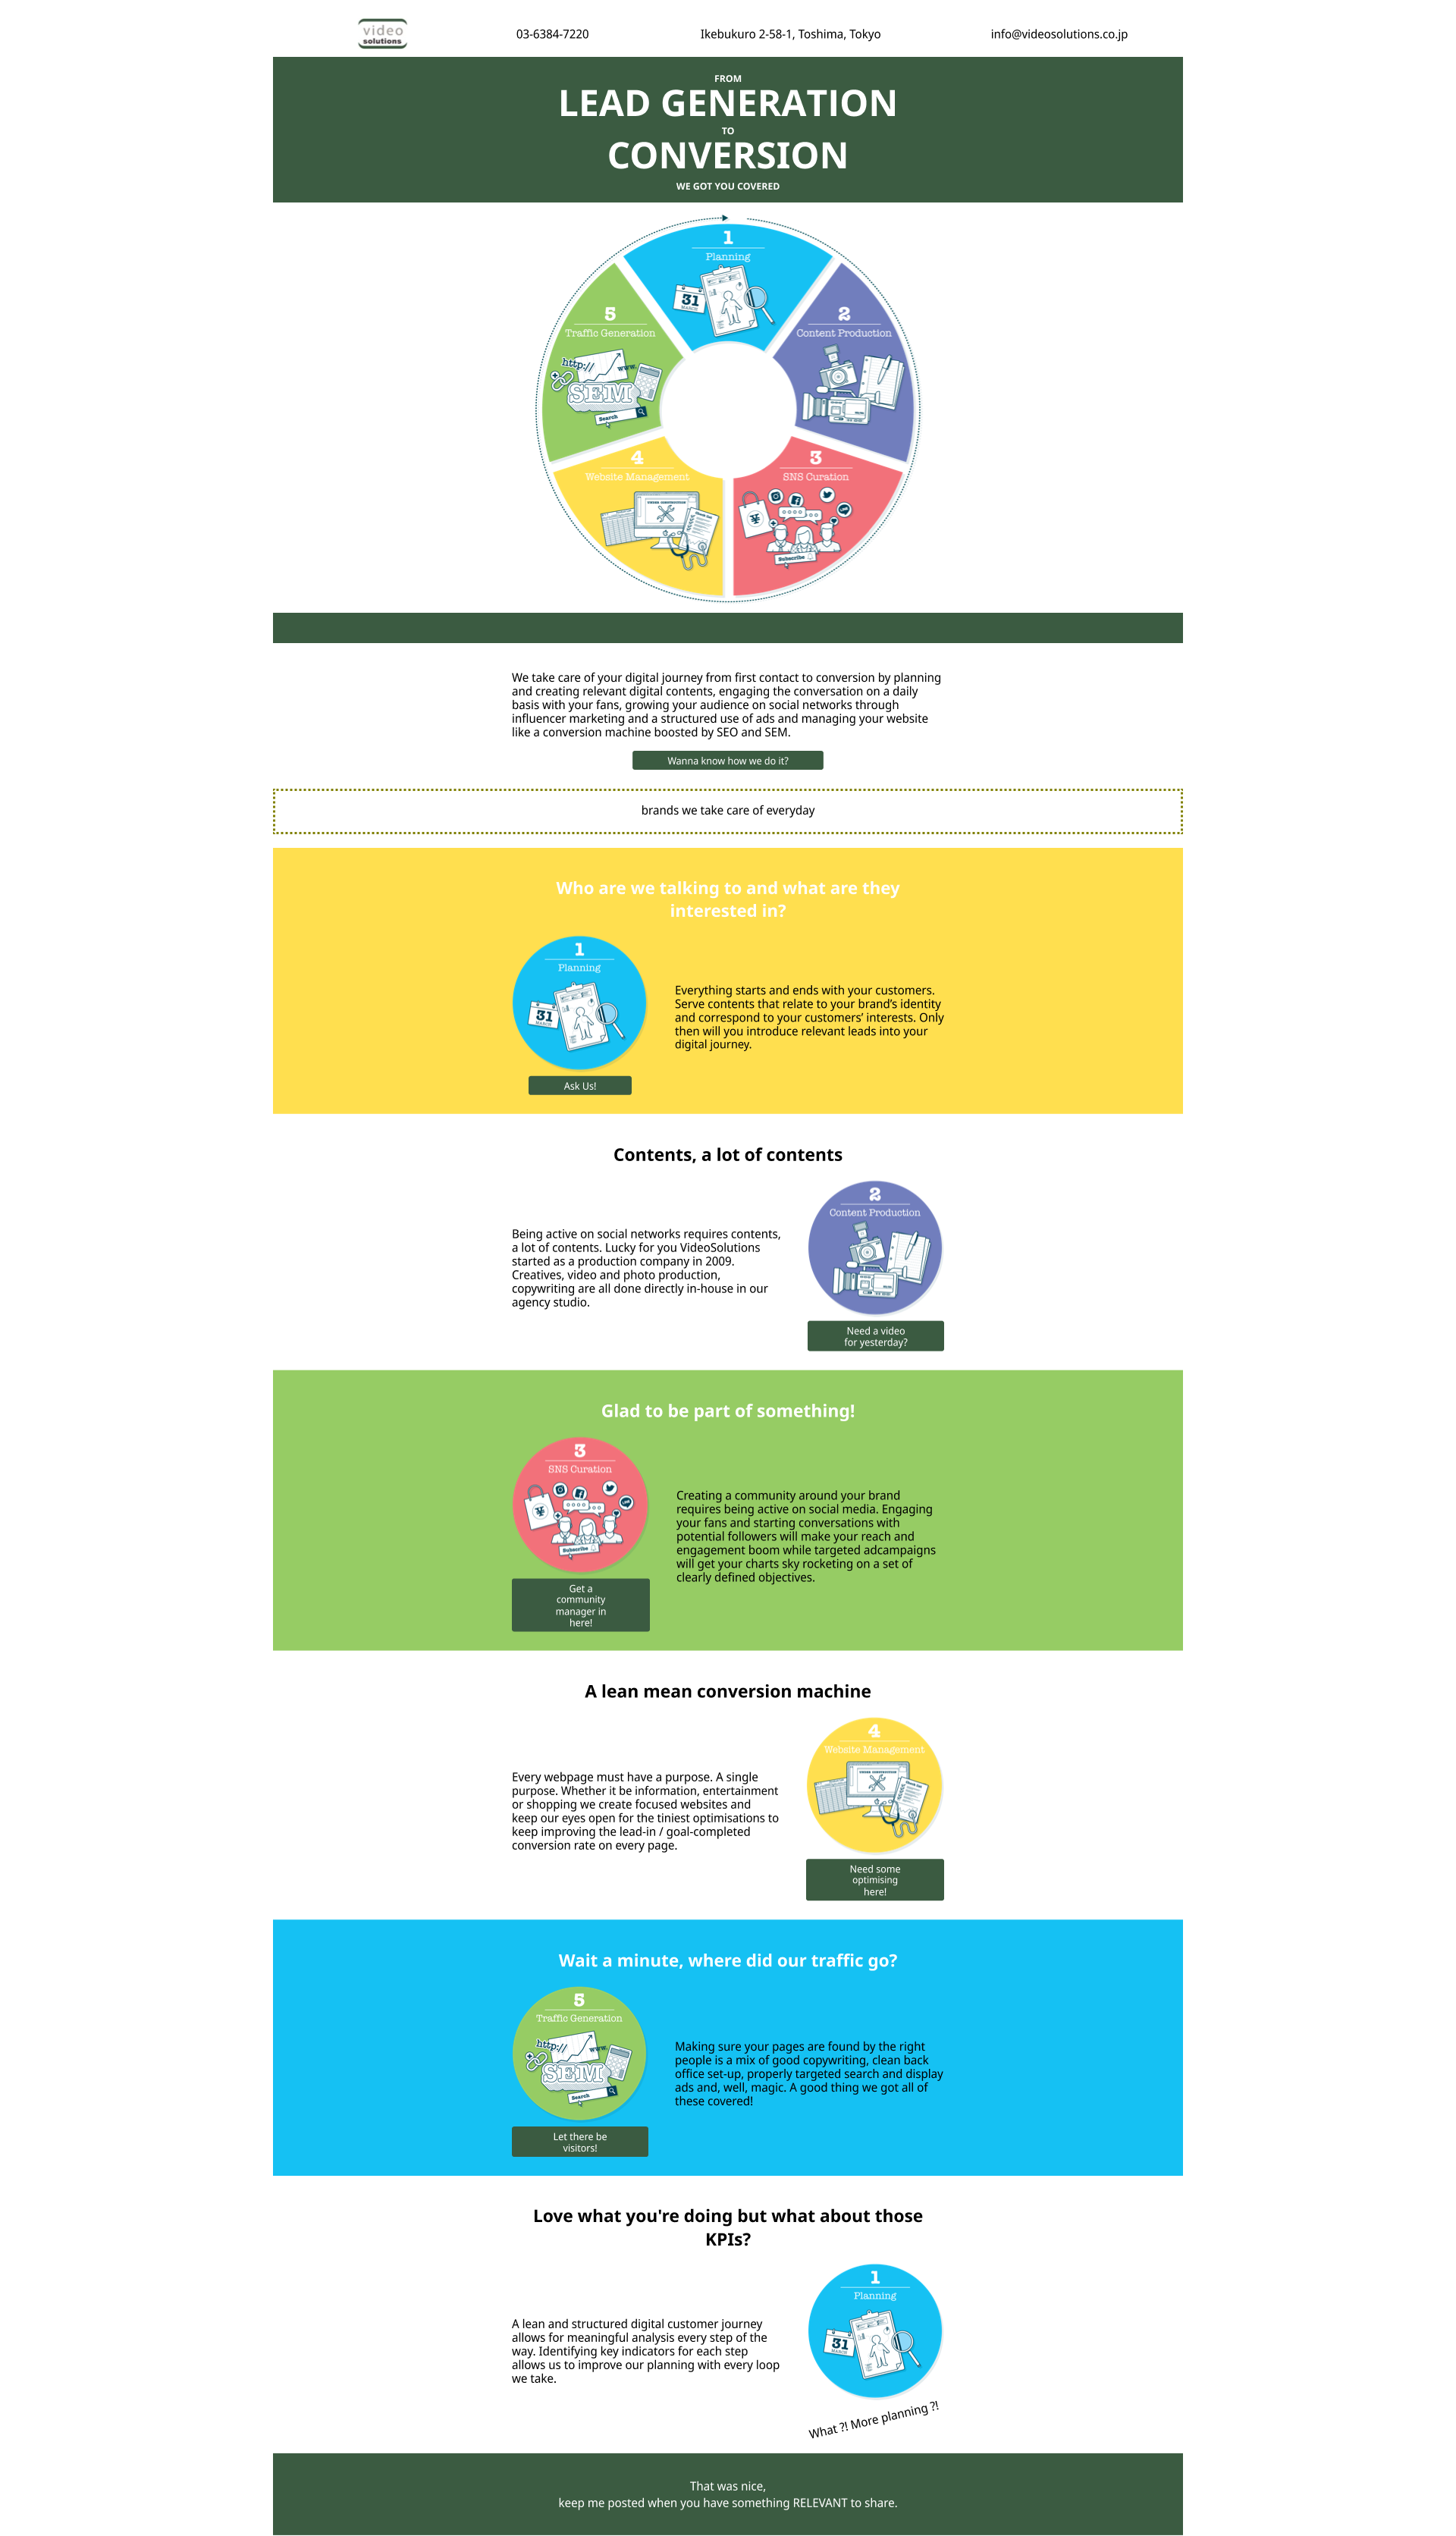 video
solutions
03-6384-7220
Ikebukuro 2-58-1, Toshima, Tokyo
info@videosolutions.co.jp
FROM
LEAD GENERATION
TO
CONVERSION
WE GOT YOU COVERED
1
Planning
31
MARCH
2
Content Production
3
SNS Curation
¥
Subscribe
4
Website Management
UNDER CONSTRUCTION
5
Traffic Generation
http://
www.
SEM
Search
We take care of your digital journey from first contact to conversion by planning
and creating relevant digital contents, engaging the conversation on a daily
basis with your fans, growing your audience on social networks through
influencer marketing and a structured use of ads and managing your website
like a conversion machine boosted by SEO and SEM.
Wanna know how we do it?
brands we take care of everyday
Who are we talking to and what are they
interested in?
1
Planning
31
MARCH
Ask Us!
Everything starts and ends with your customers.
Serve contents that relate to your brand’s identity
and correspond to your customers’ interests. Only
then will you introduce relevant leads into your
digital journey.
Contents, a lot of contents
Being active on social networks requires contents,
a lot of contents. Lucky for you VideoSolutions
started as a production company in 2009.
Creatives, video and photo production,
copywriting are all done directly in-house in our
agency studio.
2
Content Production
Need a video
for yesterday?
Glad to be part of something!
3
SNS Curation
¥
Subscribe
Get a
community
manager in
here!
Creating a community around your brand
requires being active on social media. Engaging
your fans and starting conversations with
potential followers will make your reach and
engagement boom while targeted adcampaigns
will get your charts sky rocketing on a set of
clearly defined objectives.
A lean mean conversion machine
Every webpage must have a purpose. A single
purpose. Whether it be information, entertainment
or shopping we create focused websites and
keep our eyes open for the tiniest optimisations to
keep improving the lead-in / goal-completed
conversion rate on every page.
4
Website Management
UNDER CONSTRUCTION
Need some
optimising
here!
Wait a minute, where did our traffic go?
5
Traffic Generation
http://
www.
SEM
Search
Let there be
visitors!
Making sure your pages are found by the right
people is a mix of good copywriting, clean back
office set-up, properly targeted search and display
ads and, well, magic. A good thing we got all of
these covered!
Love what you're doing but what about those
KPIs?
A lean and structured digital customer journey
allows for meaningful analysis every step of the
way. Identifying key indicators for each step
allows us to improve our planning with every loop
we take.
1
Planning
31
MARCH
What ?! More planning ?!
That was nice,
keep me posted when you have something RELEVANT to share.